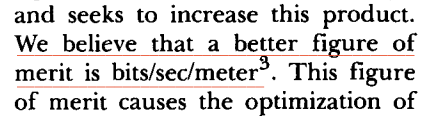 and seeks to increase this product.
We believe that a better figure of
merit is bits/sec/meter³. This figure
of merit causes the optimization of